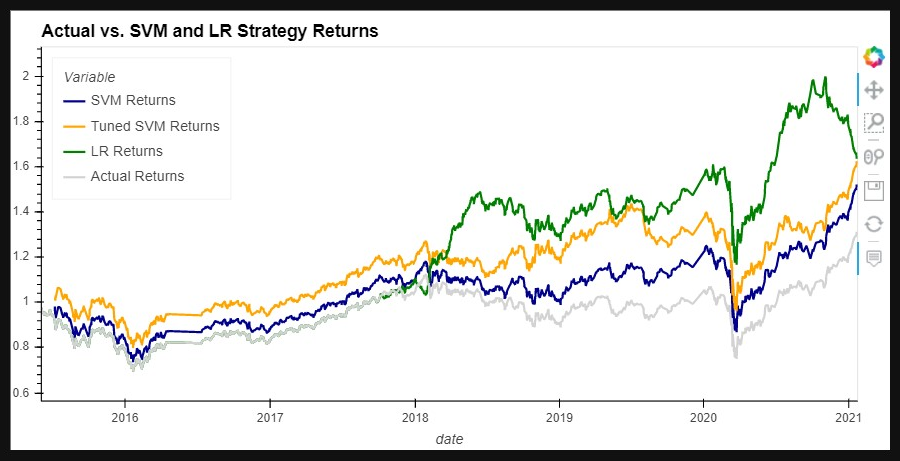 Actual vs. SVM and LR Strategy Returns
Variable
SVM Returns
Tuned SVM Returns
LR Returns
Actual Returns
2
1.8
1.6
1.4
1.2
1
0.8
0.6
2016 2017 2018 2019 2020 2021
date